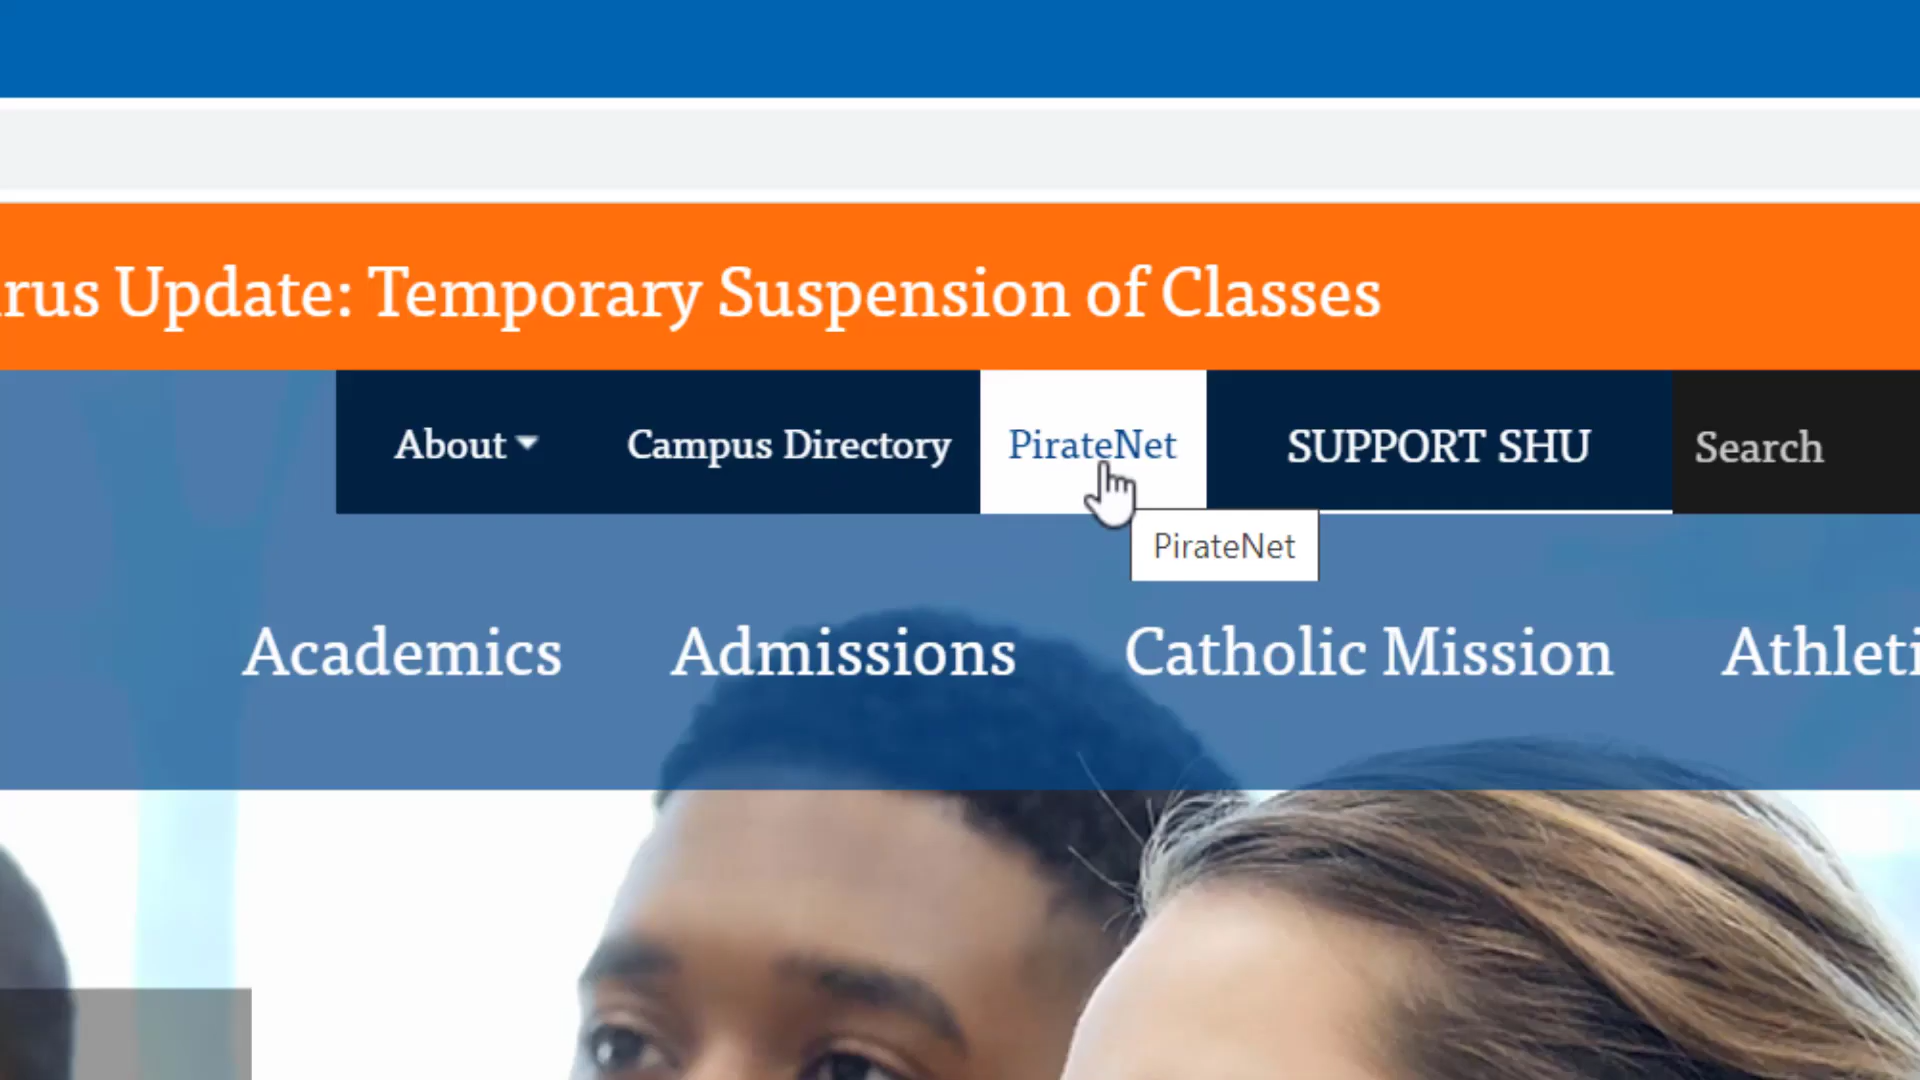 rus Update: Temporary Suspension of Classes
About Campus Directory PirateNet SUPPORT SHU Search
PirateNet
Academics Admissions Catholic Mission Athleti